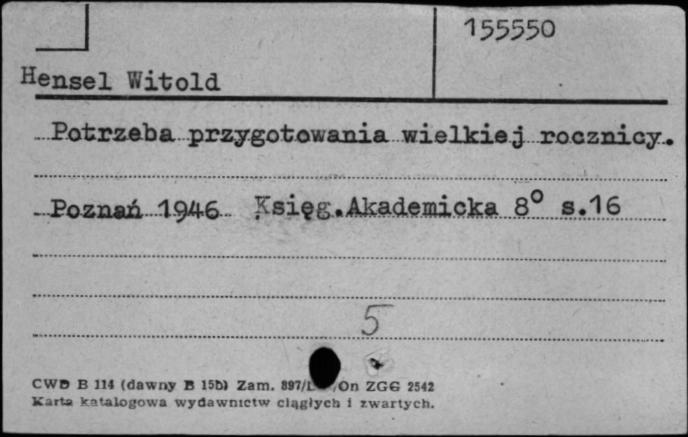 155550
Hensel Witold
Potrzeba przygotowania wielkiej rocznicy.
Poznań 1946 Księg.Akademicka 8° s.16
5
CWD B 114 (dawny B 15b) Zam. 897/ /On ZGG 2542
Karta katalogowa wydawnictw ciągłych i zwartych.